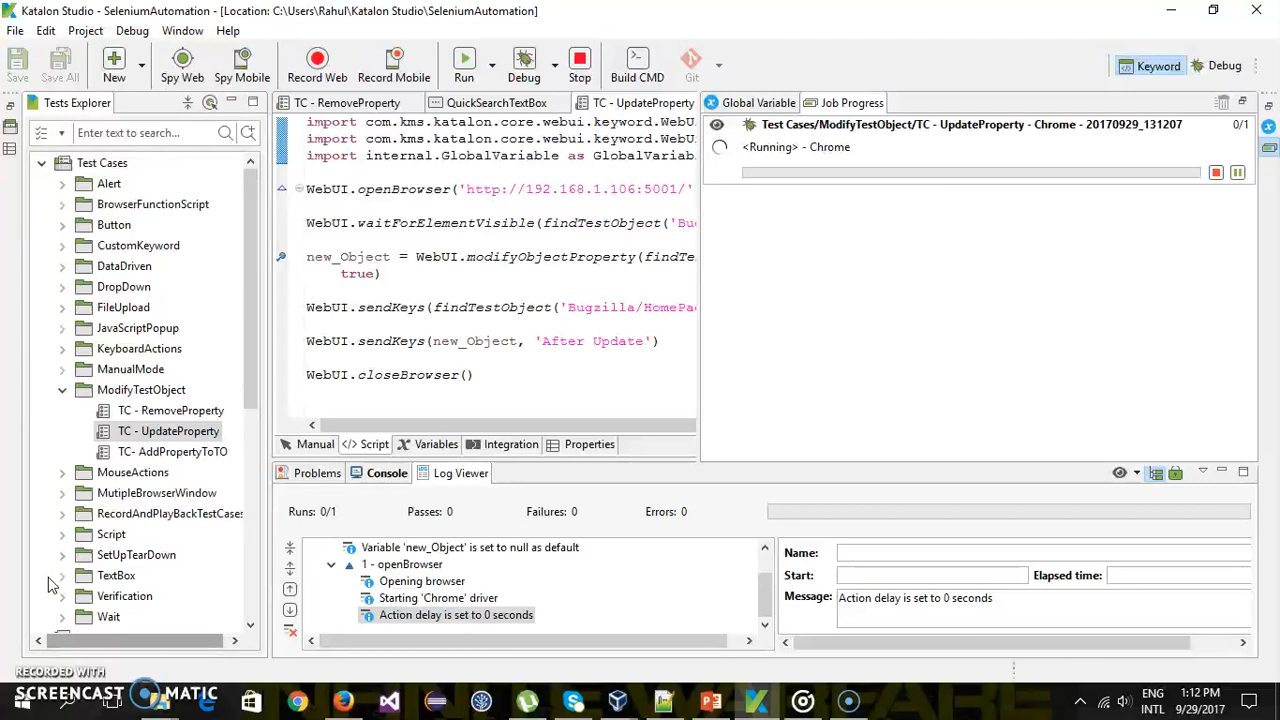 Katalon Studio - SeleniumAutomation - [Location: C:\Users\Rahul\Katalon Studio\SeleniumAutomation]
File Edit Project Debug Window Help
Save Save All New Spy Web Spy Mobile Record Web Record Mobile Run Debug Stop Build CMD Git Keyword Debug
Tests Explorer
TC - RemoveProperty
QuickSearchTextBox
TC - UpdateProperty
Global Variable
Job Progress
Enter text to search...
Test Cases
Alert
BrowserFunctionScript
Button
CustomKeyword
DataDriven
DropDown
FileUpload
JavaScriptPopup
KeyboardActions
ManualMode
ModifyTestObject
TC - RemoveProperty
TC - UpdateProperty
TC- AddPropertyToTO
MouseActions
MutipleBrowserWindow
RecordAndPlayBackTestCases
Script
SetUpTearDown
TextBox
Verification
Wait
import com.kms.katalon.core.webui.keyword.WebU
import com.kms.katalon.core.webui.keyword.WebU
import internal.GlobalVariable as GlobalVariab
WebUI.openBrowser('http://192.168.1.106:5001/'
WebUI.waitForElementVisible(findTestObject('Bu
new_Object = WebUI.modifyObjectProperty(findTe
true)
WebUI.sendKeys(findTestObject('Bugzilla/HomePa
WebUI.sendKeys(new_Object, 'After Update')
WebUI.closeBrowser()
Test Cases/ModifyTestObject/TC - UpdateProperty - Chrome - 20170929_131207 0/1
<Running> - Chrome
Manual Script Variables Integration Properties
Problems Console Log Viewer
Runs: 0/1 Passes: 0 Failures: 0 Errors: 0
Variable 'new_Object' is set to null as default
1 - openBrowser
Opening browser
Starting 'Chrome' driver
Action delay is set to 0 seconds
Name:
Start: Elapsed time:
Message: Action delay is set to 0 seconds
RECORDED WITH
SCREENCAST MATIC
ENG
INTL
1:12 PM
9/29/2017